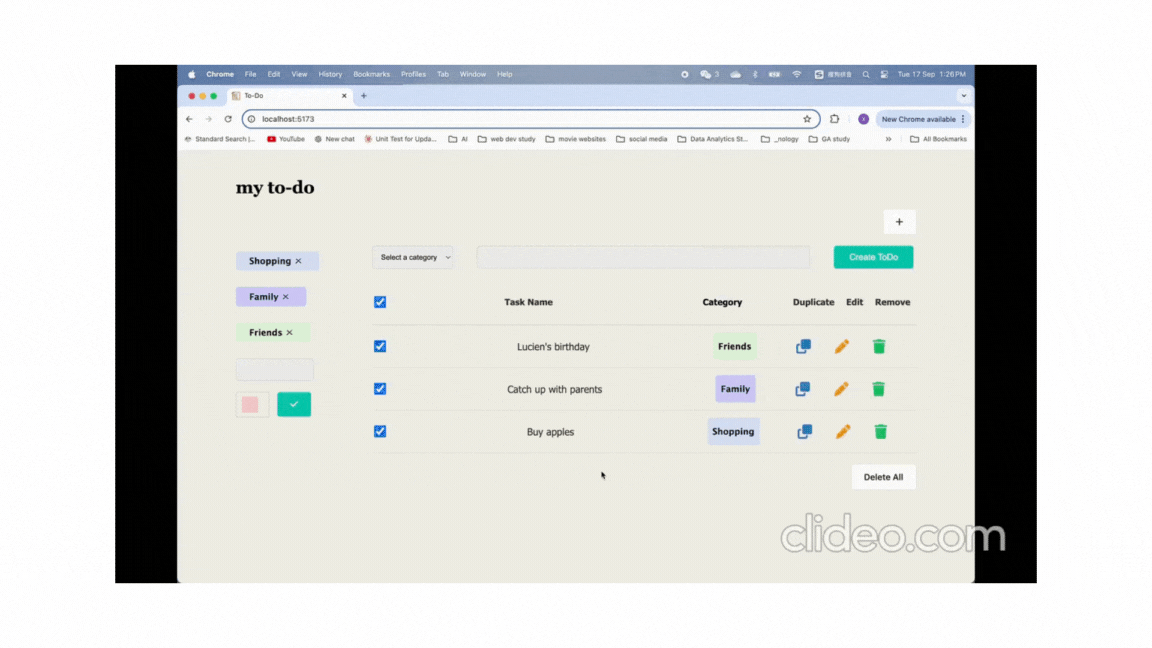 Chrome File Edit View History Bookmarks Profiles Tab Window Help 3 Tue 17 Sep 1:26 PM
To-Do
localhost:5173 New Chrome available
Standard Search |... YouTube New chat Unit Test for Upda... AI web dev study movie websites social media Data Analytics St... _nology GA study » All Bookmarks
my to-do
+
Shopping × Select a category Create ToDo
Family × Task Name Category Duplicate Edit Remove
Friends × Lucien's birthday Friends
Catch up with parents Family
Buy apples Shopping
Delete All
clideo.com